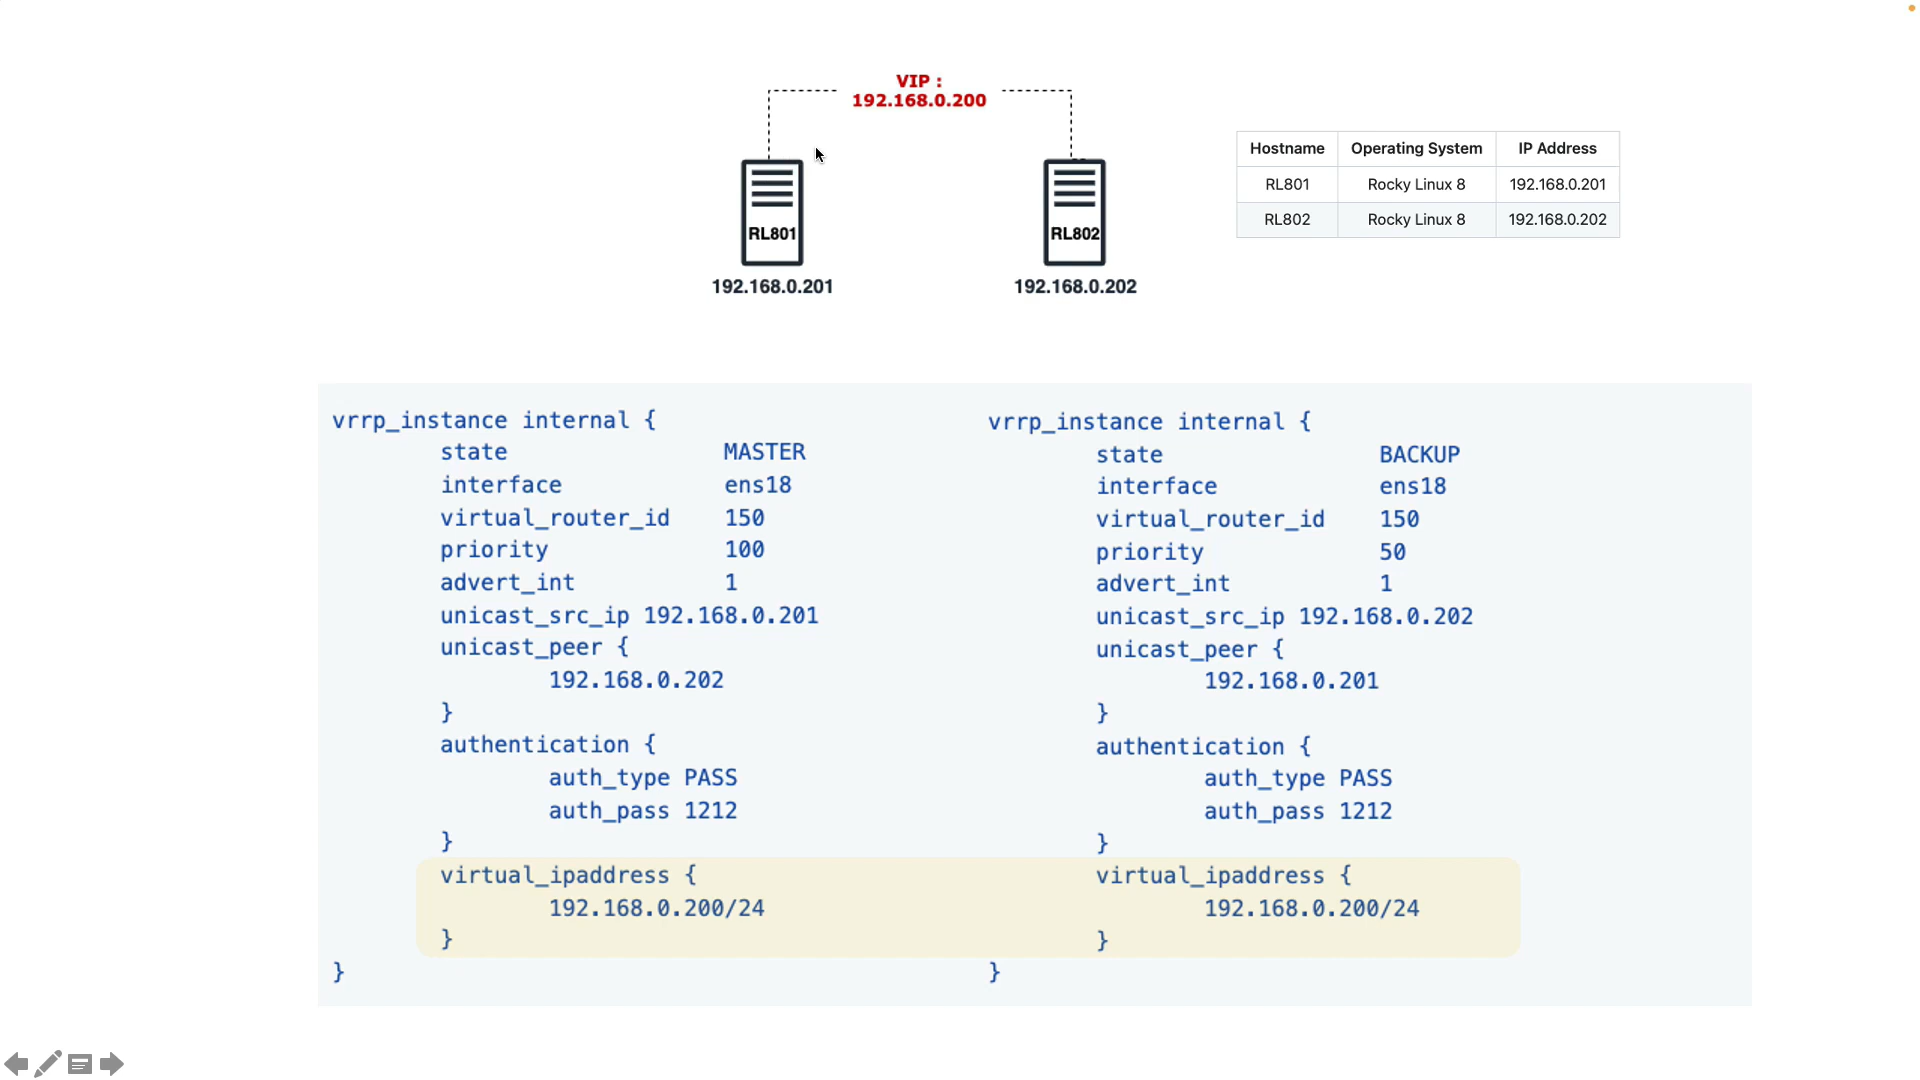 VIP :
192.168.0.200
RL801
RL802
192.168.0.201
192.168.0.202
Hostname Operating System IP Address
RL801 Rocky Linux 8 192.168.0.201
RL802 Rocky Linux 8 192.168.0.202
vrrp_instance internal {
state MASTER
interface ens18
virtual_router_id 150
priority 100
advert_int 1
unicast_src_ip 192.168.0.201
unicast_peer {
192.168.0.202
}
authentication {
auth_type PASS
auth_pass 1212
}
virtual_ipaddress {
192.168.0.200/24
}
}
vrrp_instance internal {
state BACKUP
interface ens18
virtual_router_id 150
priority 50
advert_int 1
unicast_src_ip 192.168.0.202
unicast_peer {
192.168.0.201
}
authentication {
auth_type PASS
auth_pass 1212
}
virtual_ipaddress {
192.168.0.200/24
}
}